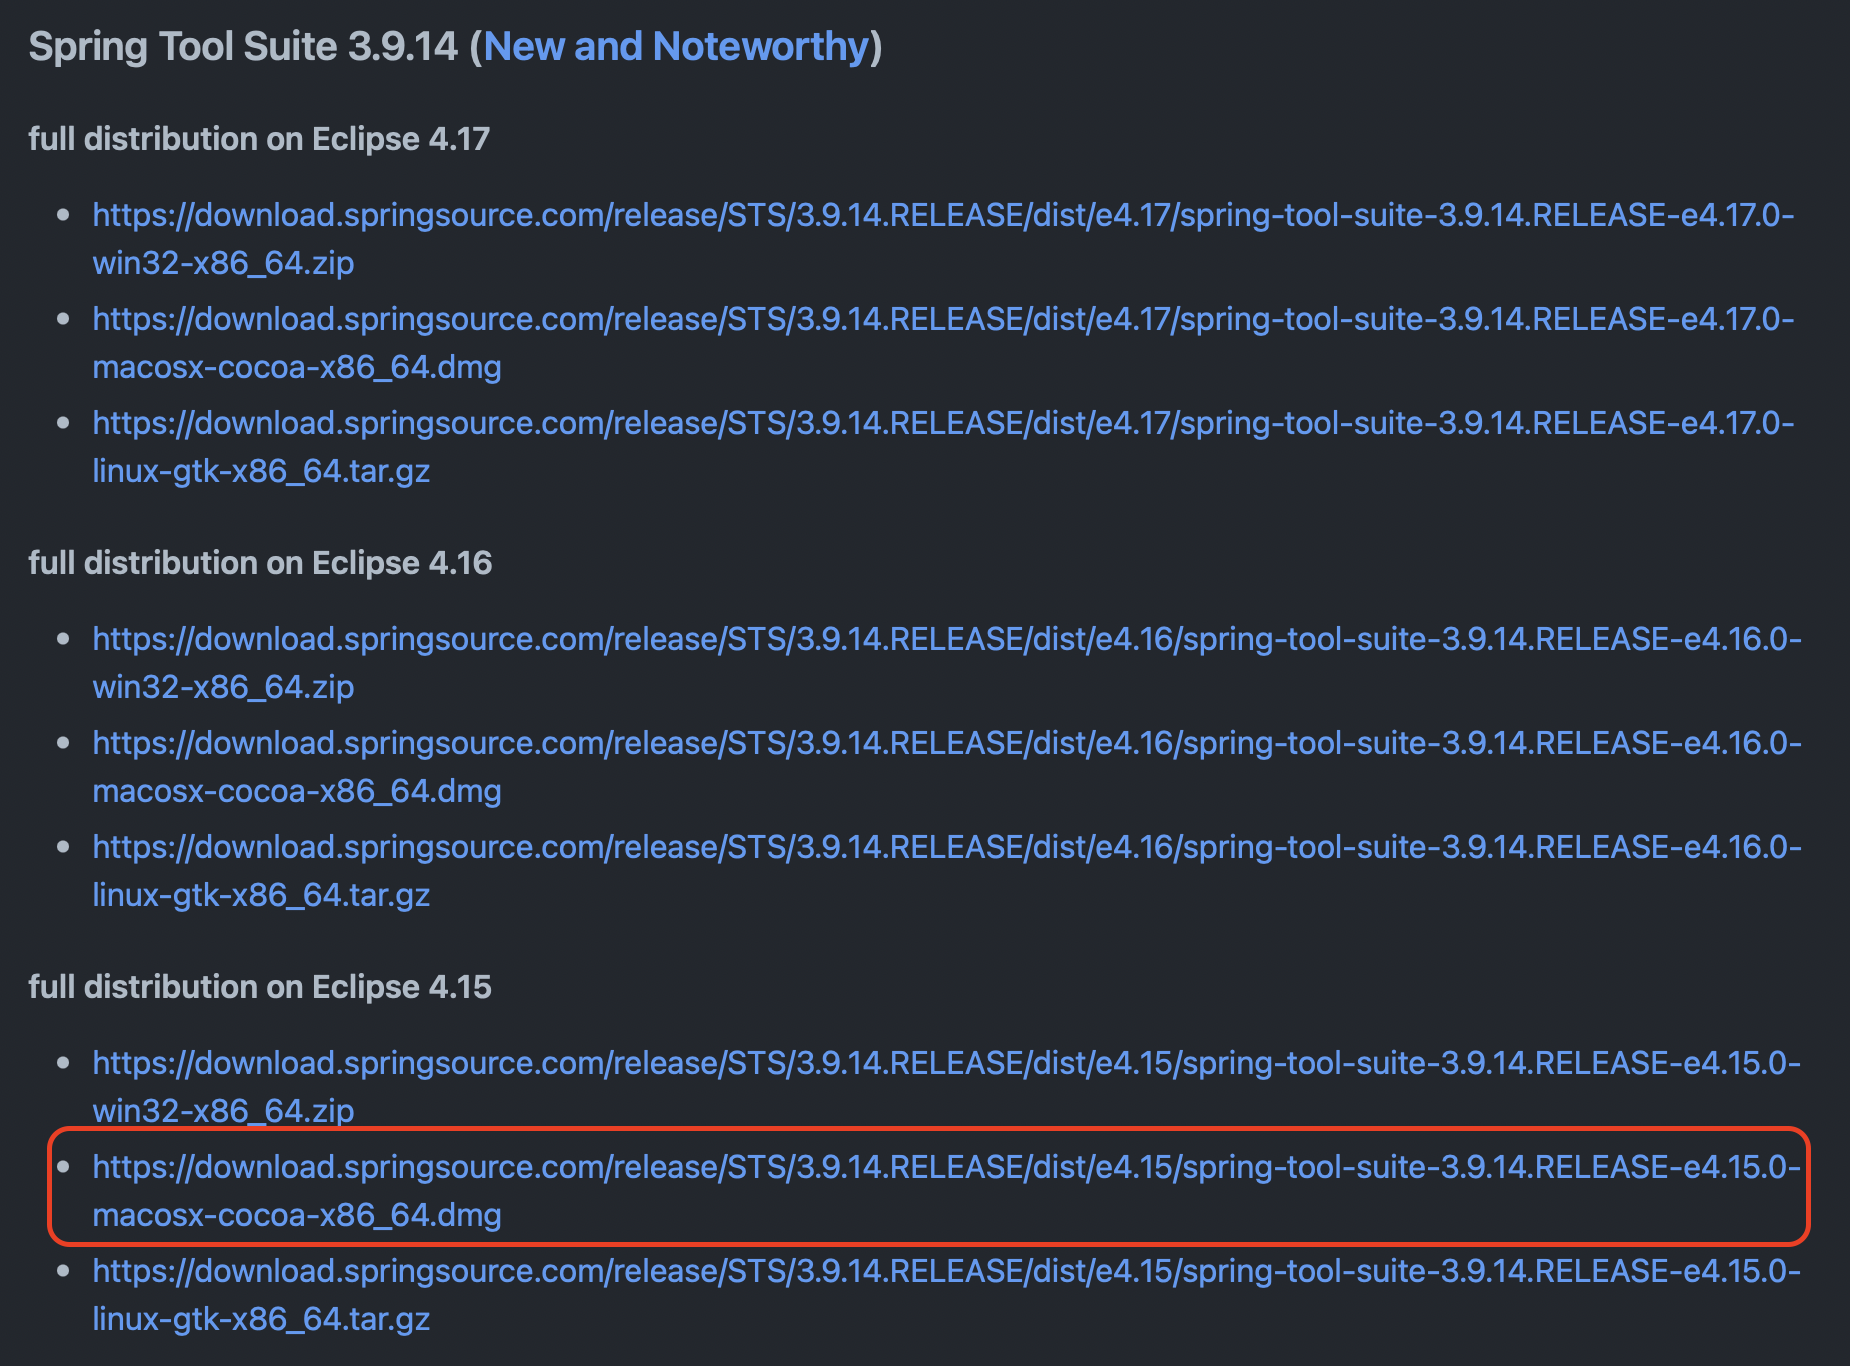 Spring Tool Suite 3.9.14 (New and Noteworthy)
full distribution on Eclipse 4.17
https://download.springsource.com/release/STS/3.9.14.RELEASE/dist/e4.17/spring-tool-suite-3.9.14.RELEASE-e4.17.0-
win32-x86_64.zip
https://download.springsource.com/release/STS/3.9.14.RELEASE/dist/e4.17/spring-tool-suite-3.9.14.RELEASE-e4.17.0-
macosx-cocoa-x86_64.dmg
https://download.springsource.com/release/STS/3.9.14.RELEASE/dist/e4.17/spring-tool-suite-3.9.14.RELEASE-e4.17.0-
linux-gtk-x86_64.tar.gz
full distribution on Eclipse 4.16
https://download.springsource.com/release/STS/3.9.14.RELEASE/dist/e4.16/spring-tool-suite-3.9.14.RELEASE-e4.16.0-
win32-x86_64.zip
https://download.springsource.com/release/STS/3.9.14.RELEASE/dist/e4.16/spring-tool-suite-3.9.14.RELEASE-e4.16.0-
macosx-cocoa-x86_64.dmg
https://download.springsource.com/release/STS/3.9.14.RELEASE/dist/e4.16/spring-tool-suite-3.9.14.RELEASE-e4.16.0-
linux-gtk-x86_64.tar.gz
full distribution on Eclipse 4.15
https://download.springsource.com/release/STS/3.9.14.RELEASE/dist/e4.15/spring-tool-suite-3.9.14.RELEASE-e4.15.0-
win32-x86_64.zip
https://download.springsource.com/release/STS/3.9.14.RELEASE/dist/e4.15/spring-tool-suite-3.9.14.RELEASE-e4.15.0-
macosx-cocoa-x86_64.dmg
https://download.springsource.com/release/STS/3.9.14.RELEASE/dist/e4.15/spring-tool-suite-3.9.14.RELEASE-e4.15.0-
linux-gtk-x86_64.tar.gz